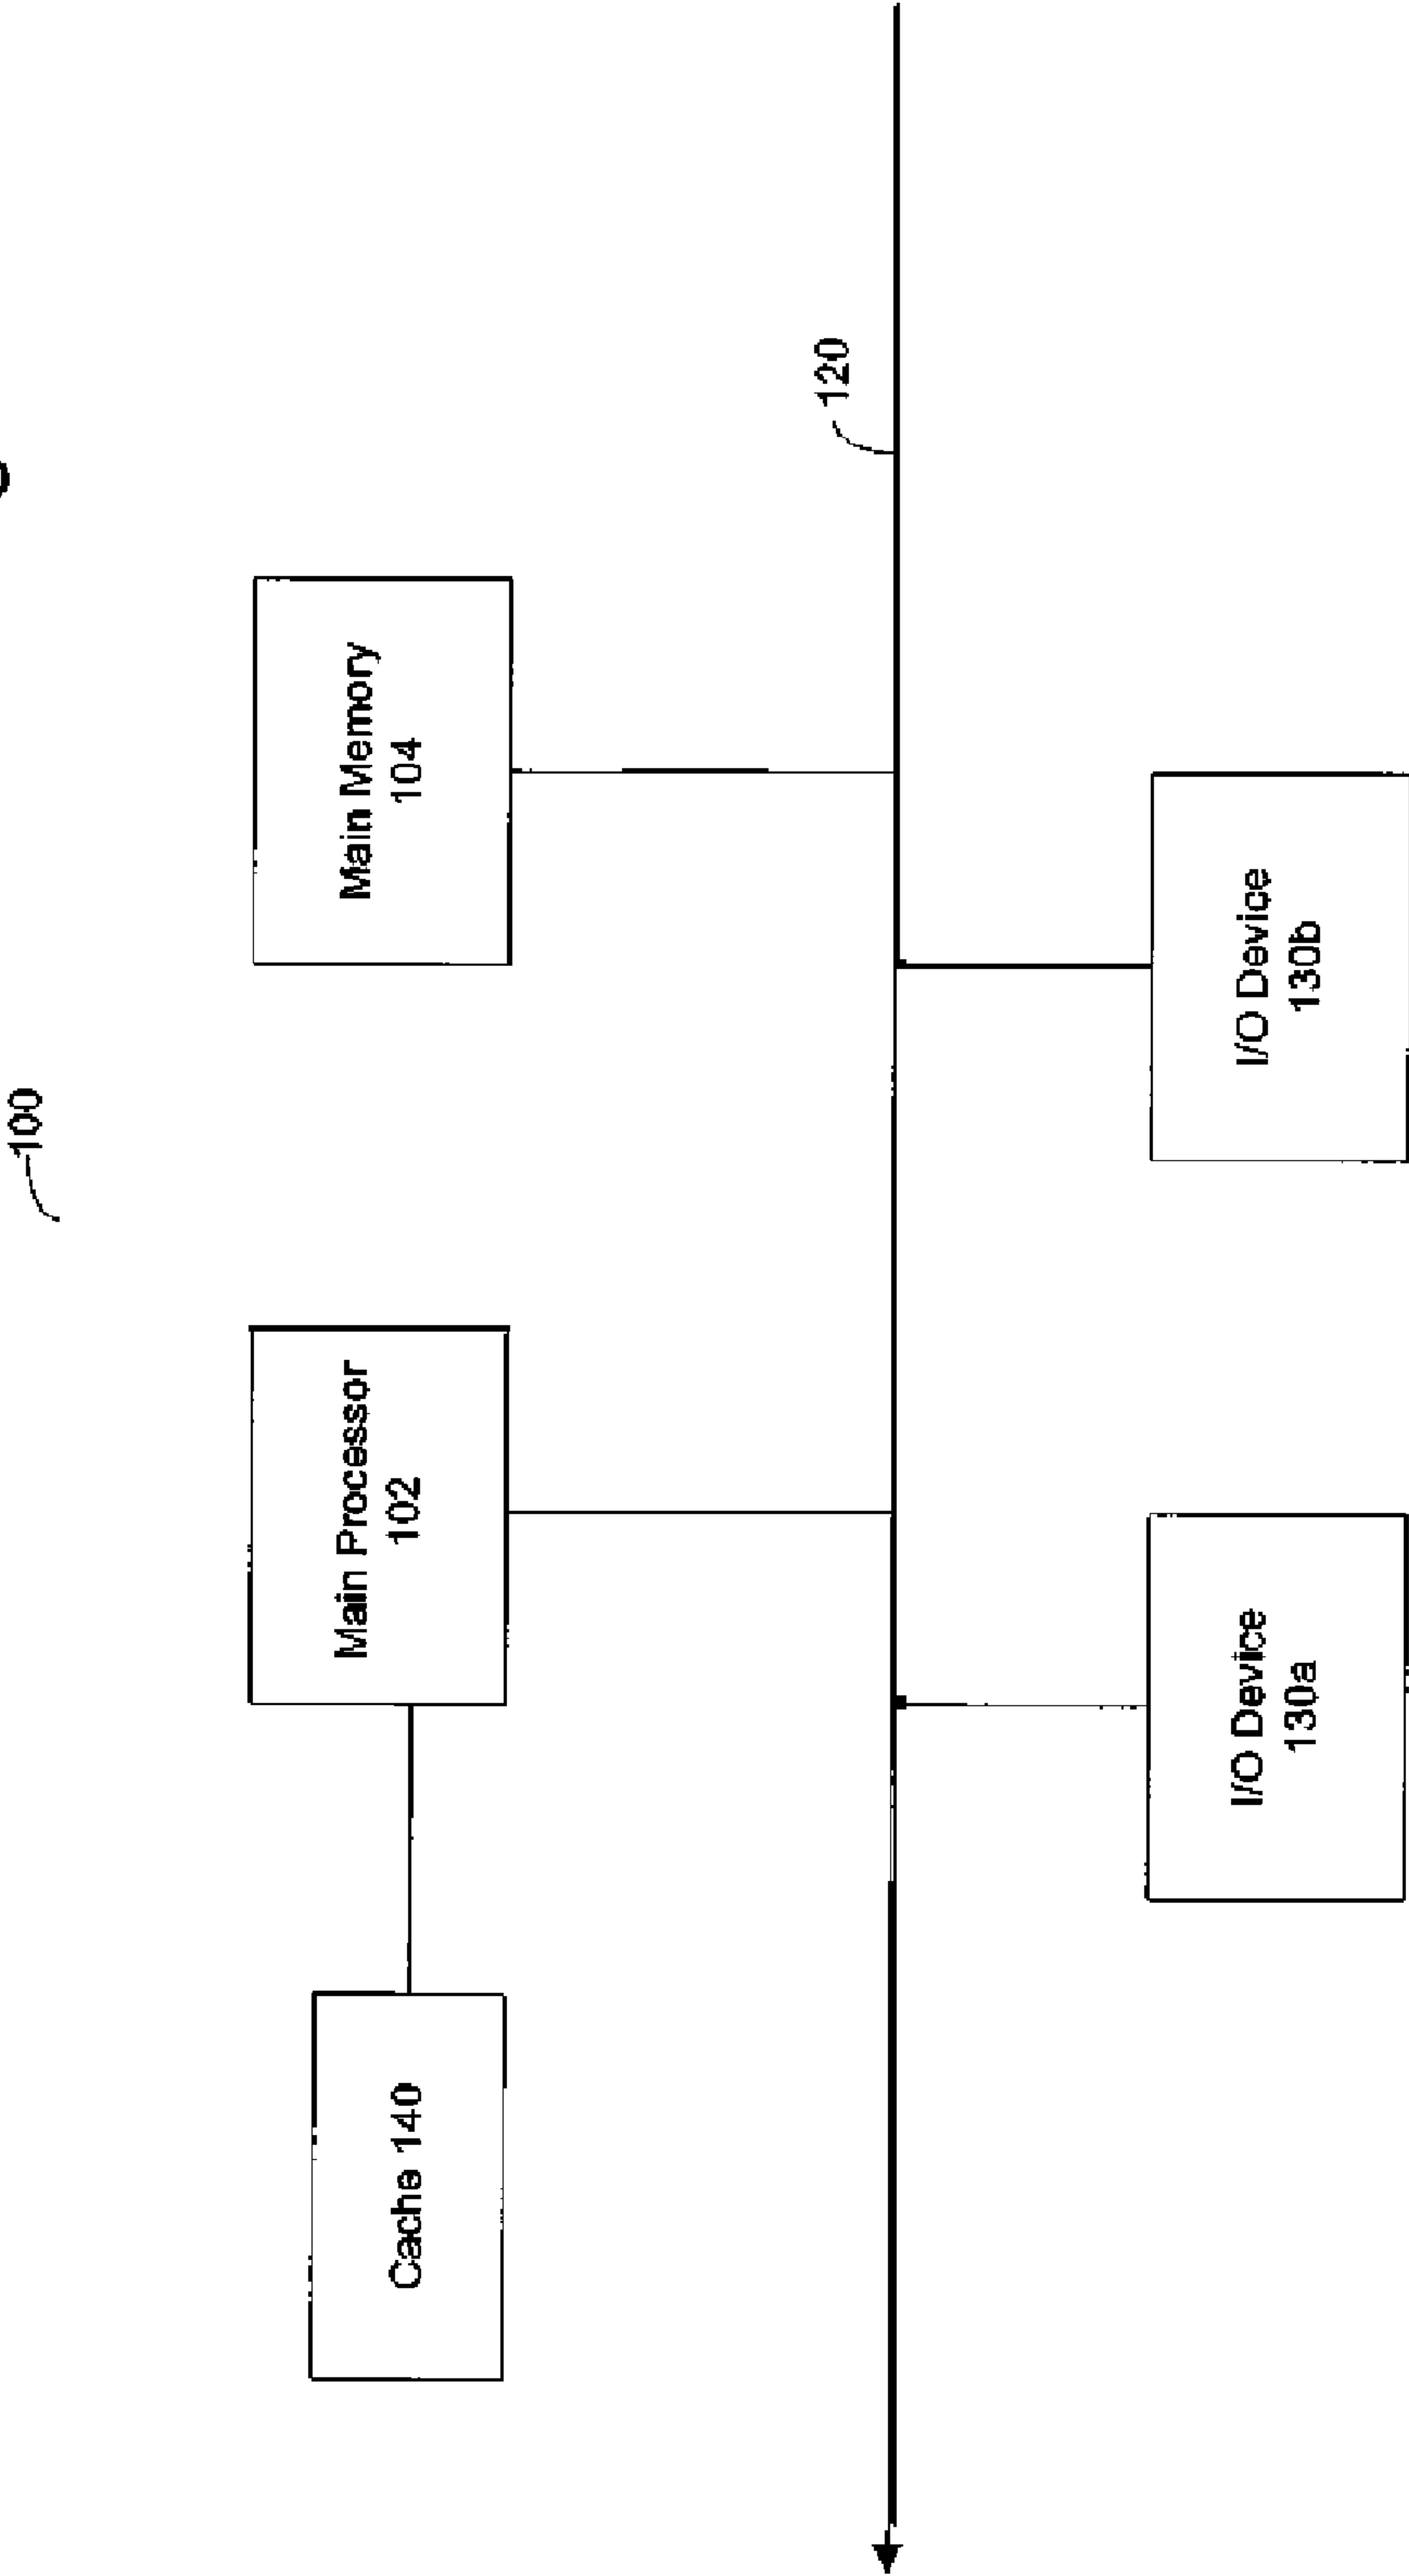 100
Cache 140
Main Processor
102
Main Memory
104
120
I/O Device
130a
I/O Device
130b